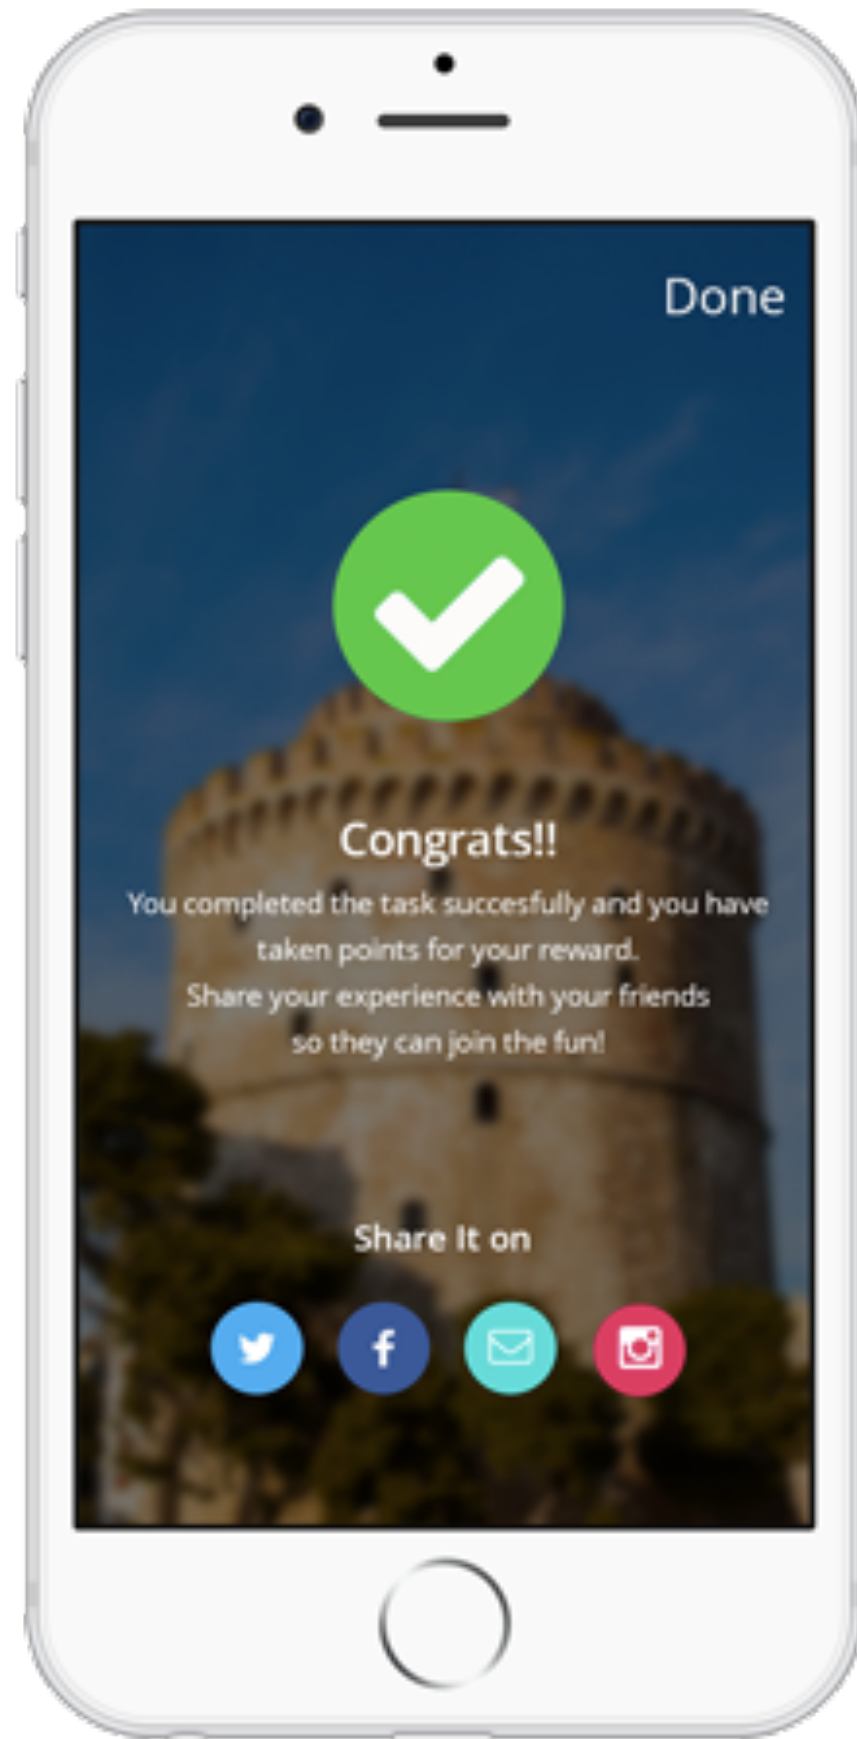 Done
Congrats!!
You completed the task succesfully and you have
taken points for your reward.
Share your experience with your friends
so they can join the fun!
Share It on